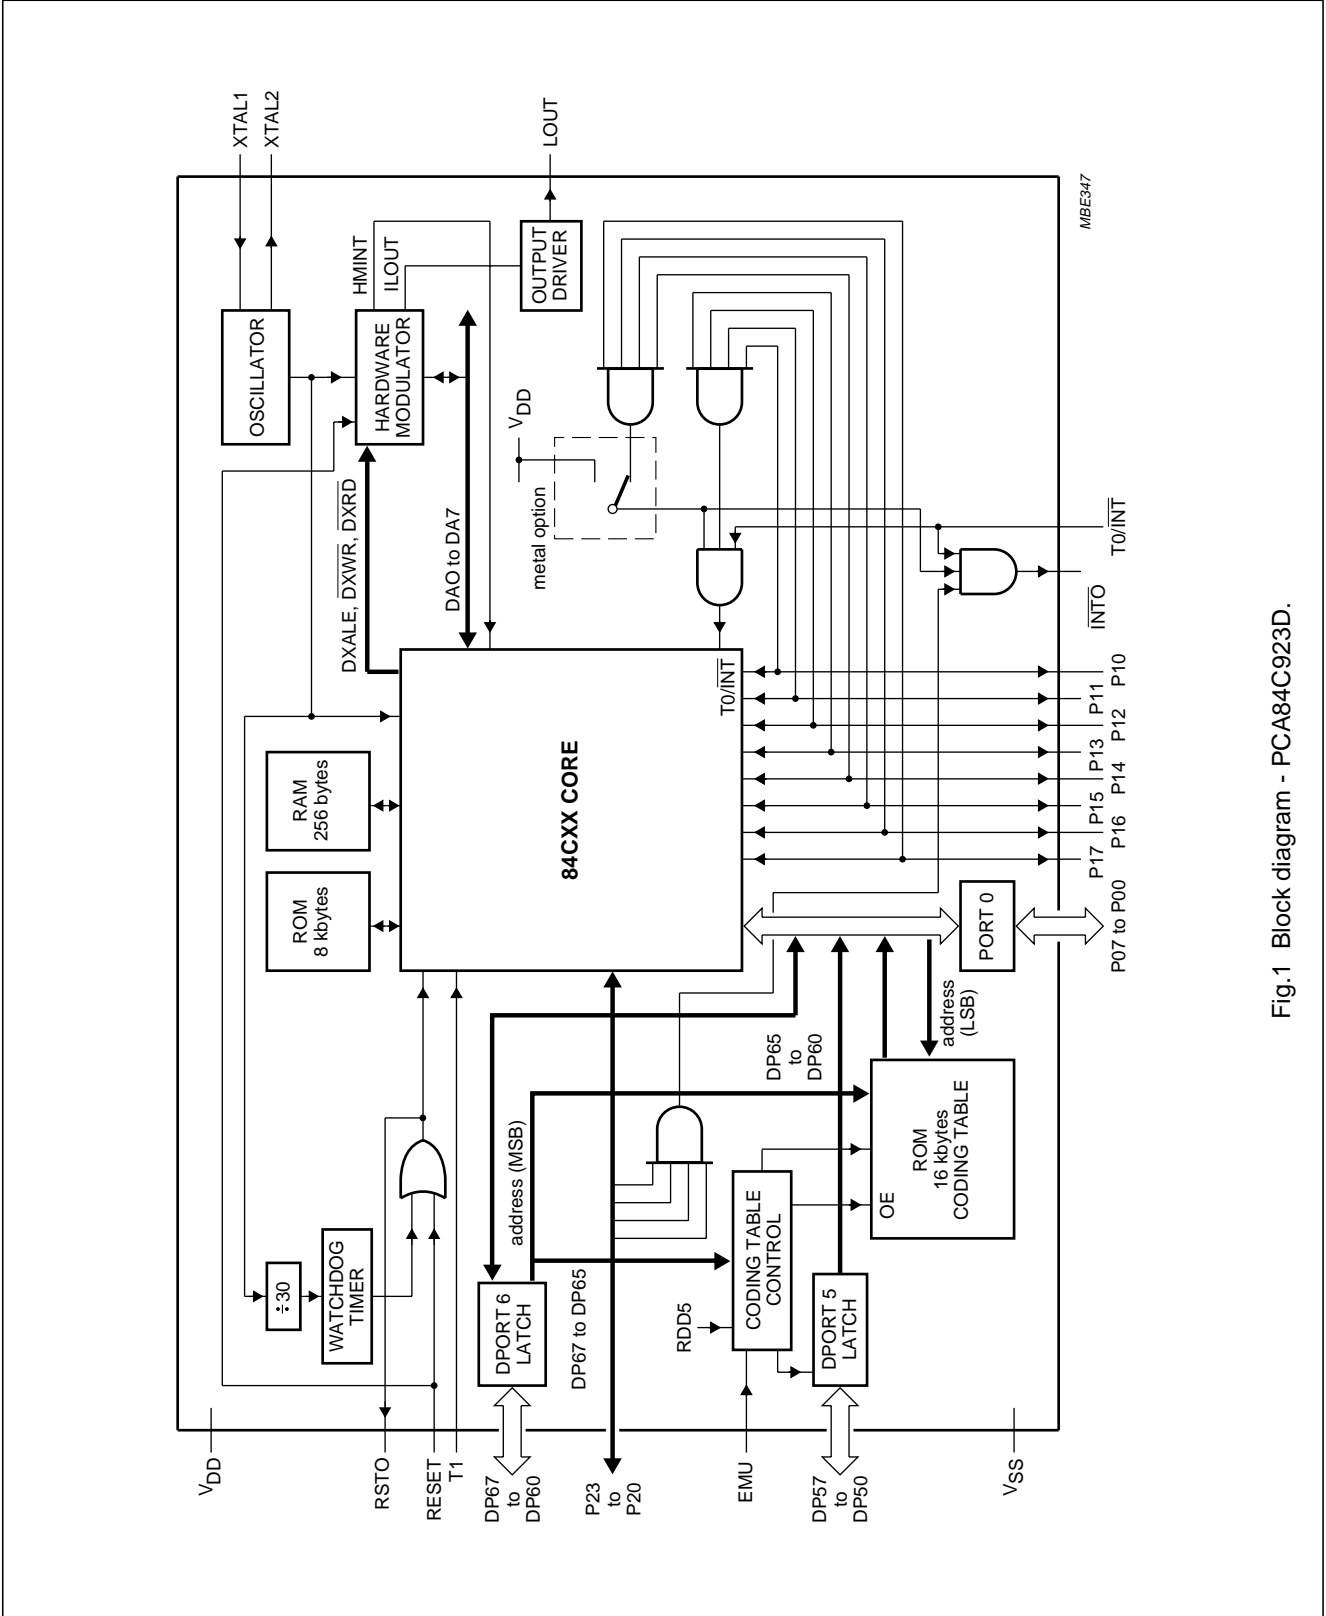 XTAL1
XTAL2
LOUT
MBE347
OSCILLATOR
HARDWARE
MODULATOR
HMINT
ILOUT
OUTPUT
DRIVER
VDD
metal option
DXALE, DXWR, DXRD
DAO to DA7
RAM
256 bytes
ROM
8 kbytes
84CXX CORE
T0/INT
T0/INT
INTO
P10
P11
P12
P13
P14
P15
P16
P17
P07 to P00
PORT 0
address
(LSB)
DP65
to
DP60
address (MSB)
ROM
16 kbytes
CODING TABLE
OE
CODING TABLE
CONTROL
RDD5
÷30
WATCHDOG
TIMER
DPORT 6
LATCH
DP67 to DP65
DPORT 5
LATCH
VDD
RSTO
RESET
T1
DP67
to
DP60
P23
to
P20
EMU
DP57
to
DP50
VSS
Fig.1 Block diagram - PCA84C923D.